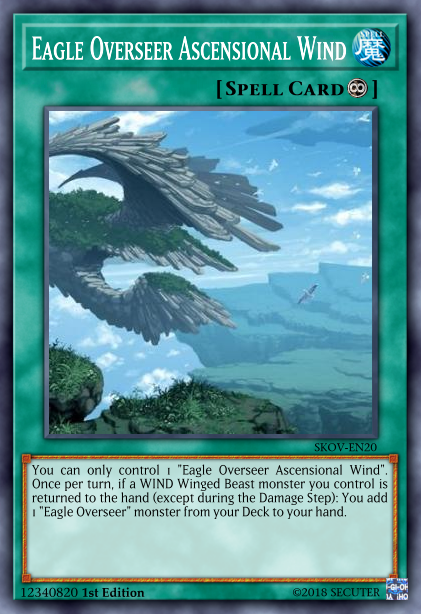 Eagle Overseer Ascensional Wind 魔
[Spell Card]
SKOV-EN20
You can only control 1 "Eagle Overseer Ascensional Wind".
Once per turn, if a WIND Winged Beast monster you control is
returned to the hand (except during the Damage Step): You add
1 "Eagle Overseer" monster from your Deck to your hand.
12340820 1st Edition ©2018 SECUTER